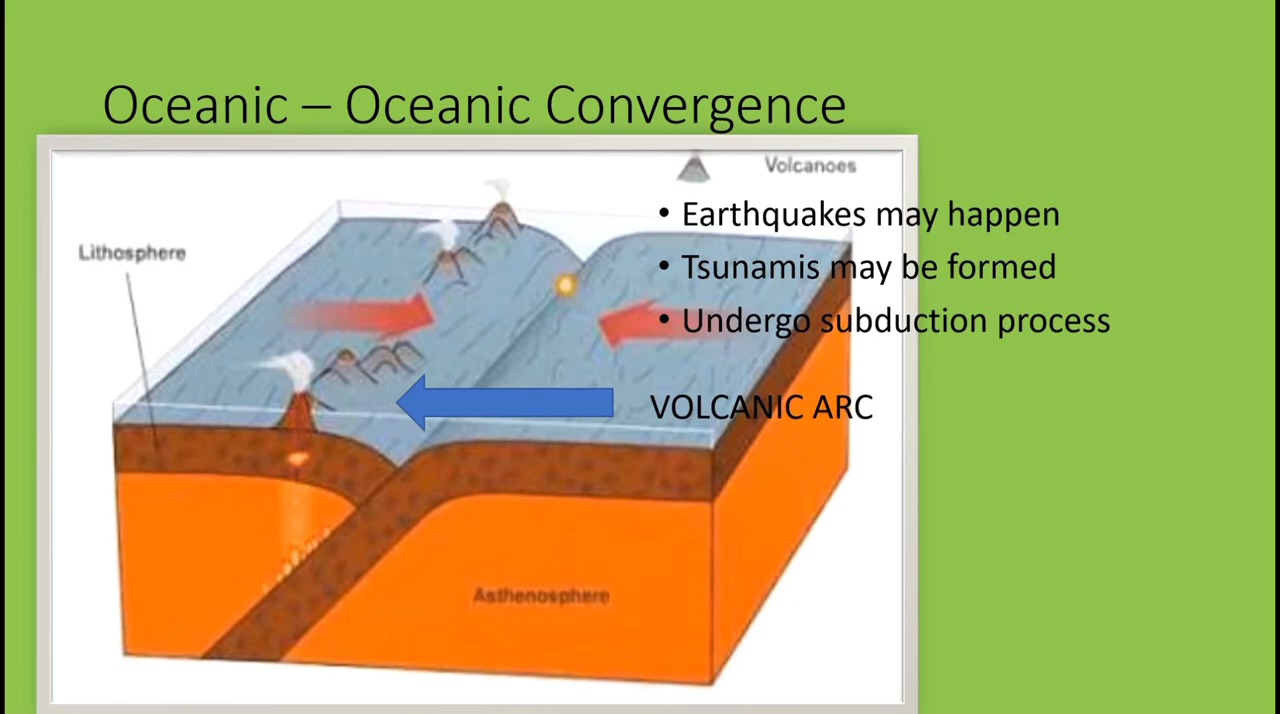 Oceanic – Oceanic Convergence
Volcanoes
• Earthquakes may happen
Lithosphere
• Tsunamis may be formed
• Undergo subduction process
VOLCANIC ARC
Asthenosphere